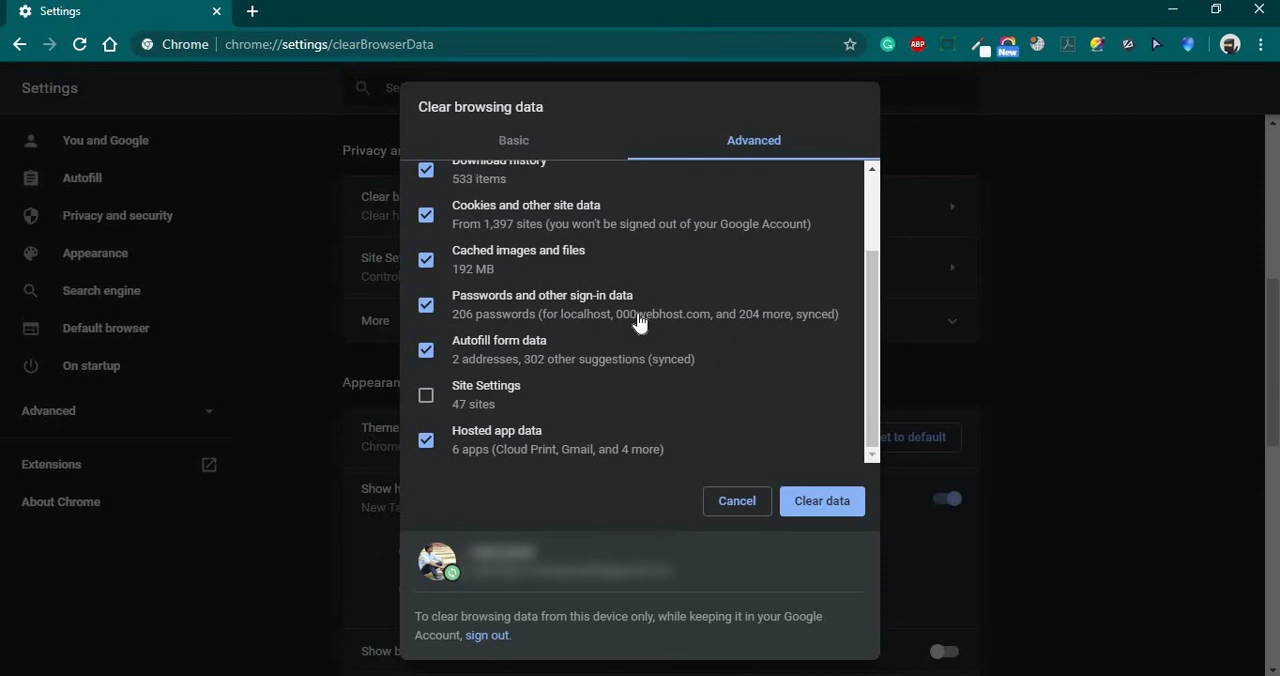 Settings
Chrome
chrome://settings/clearBrowserData
ABP
New
Settings
Se
You and Google
Autofill
Privacy and security
Appearance
Search engine
Default browser
On startup
Advanced
Extensions
About Chrome
Privacy a
Clear b
Clear h
Site Se
Contro
More
Appearan
Theme
Chrom
et to default
Show h
New Ta
Show b
Clear browsing data
Basic
Advanced
Download history
533 items
Cookies and other site data
From 1,397 sites (you won't be signed out of your Google Account)
Cached images and files
192 MB
Passwords and other sign-in data
206 passwords (for localhost, 000webhost.com, and 204 more, synced)
Autofill form data
2 addresses, 302 other suggestions (synced)
Site Settings
47 sites
Hosted app data
6 apps (Cloud Print, Gmail, and 4 more)
Cancel
Clear data
To clear browsing data from this device only, while keeping it in your Google
Account, sign out.